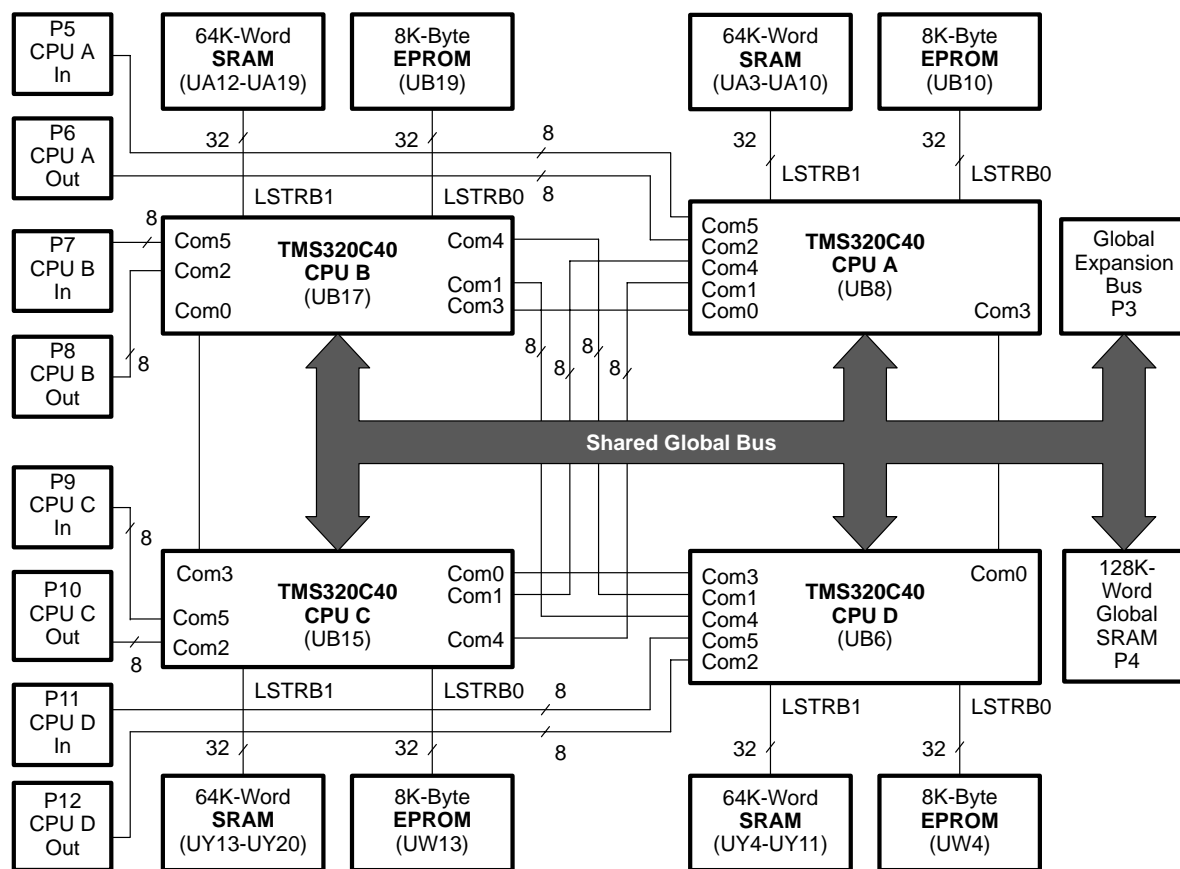 P5
CPU A
In
P6
CPU A
Out
P7
CPU B
In
P8
CPU B
Out
P9
CPU C
In
P10
CPU C
Out
P11
CPU D
In
P12
CPU D
Out
64K-Word
SRAM
(UA12-UA19)
8K-Byte
EPROM
(UB19)
64K-Word
SRAM
(UA3-UA10)
8K-Byte
EPROM
(UB10)
32
32
8
8
32
32
LSTRB1
LSTRB0
LSTRB1
LSTRB0
8
8
Com5
Com2
Com0
TMS320C40
CPU B
(UB17)
Com4
Com1
Com3
Com5
Com2
Com4
Com1
Com0
TMS320C40
CPU A
(UB8)
Com3
Global
Expansion
Bus
P3
8
8
8
8
Shared Global Bus
8
8
Com3
Com5
Com2
TMS320C40
CPU C
(UB15)
Com0
Com1
Com4
Com3
Com1
Com4
Com5
Com2
TMS320C40
CPU D
(UB6)
Com0
128K-
Word
Global
SRAM
P4
LSTRB1
LSTRB0
LSTRB1
LSTRB0
8
8
32
32
32
32
64K-Word
SRAM
(UY13-UY20)
8K-Byte
EPROM
(UW13)
64K-Word
SRAM
(UY4-UY11)
8K-Byte
EPROM
(UW4)